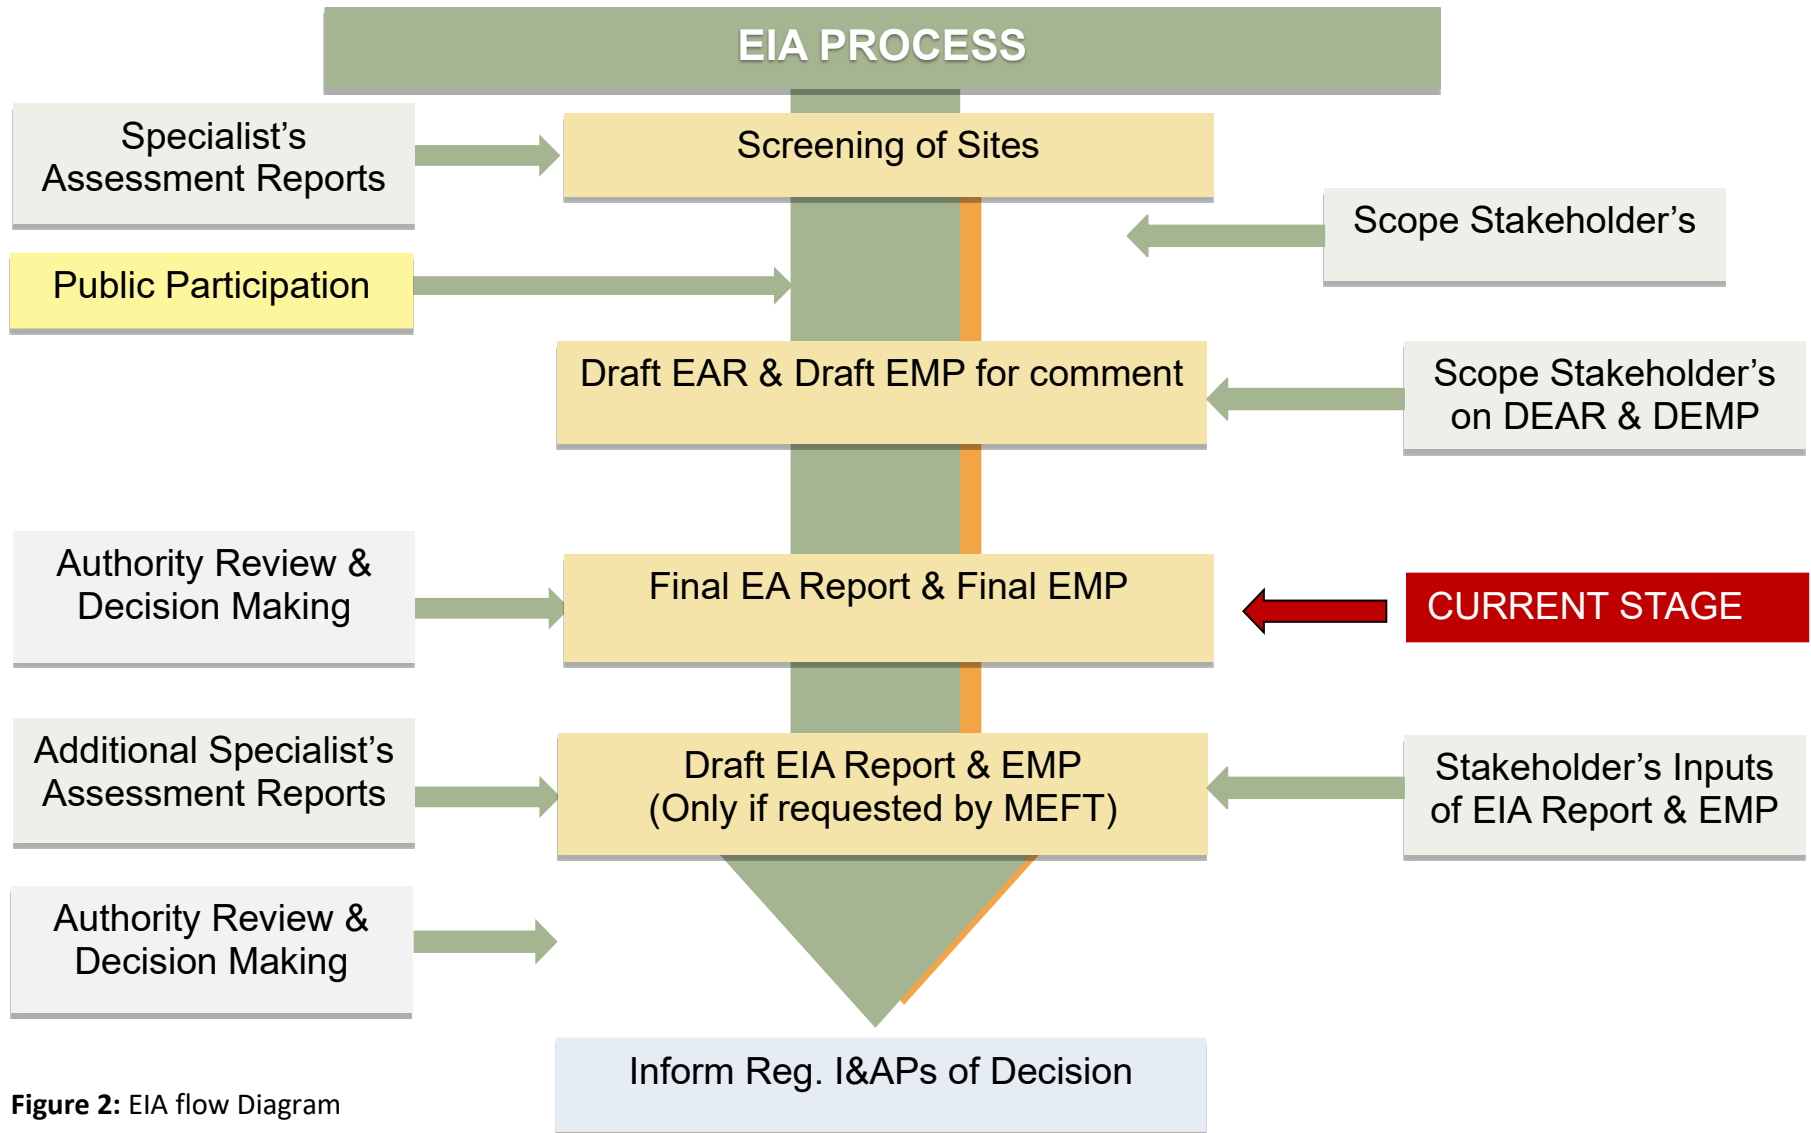 EIA PROCESS
Specialist’s
Assessment Reports
Screening of Sites
Scope Stakeholder’s
Public Participation
Draft EAR & Draft EMP for comment
Scope Stakeholder’s
on DEAR & DEMP
Authority Review &
Decision Making
Final EA Report & Final EMP
CURRENT STAGE
Additional Specialist’s
Assessment Reports
Draft EIA Report & EMP
(Only if requested by MEFT)
Stakeholder’s Inputs
of EIA Report & EMP
Authority Review &
Decision Making
Inform Reg. I&APs of Decision
Figure 2: EIA flow Diagram